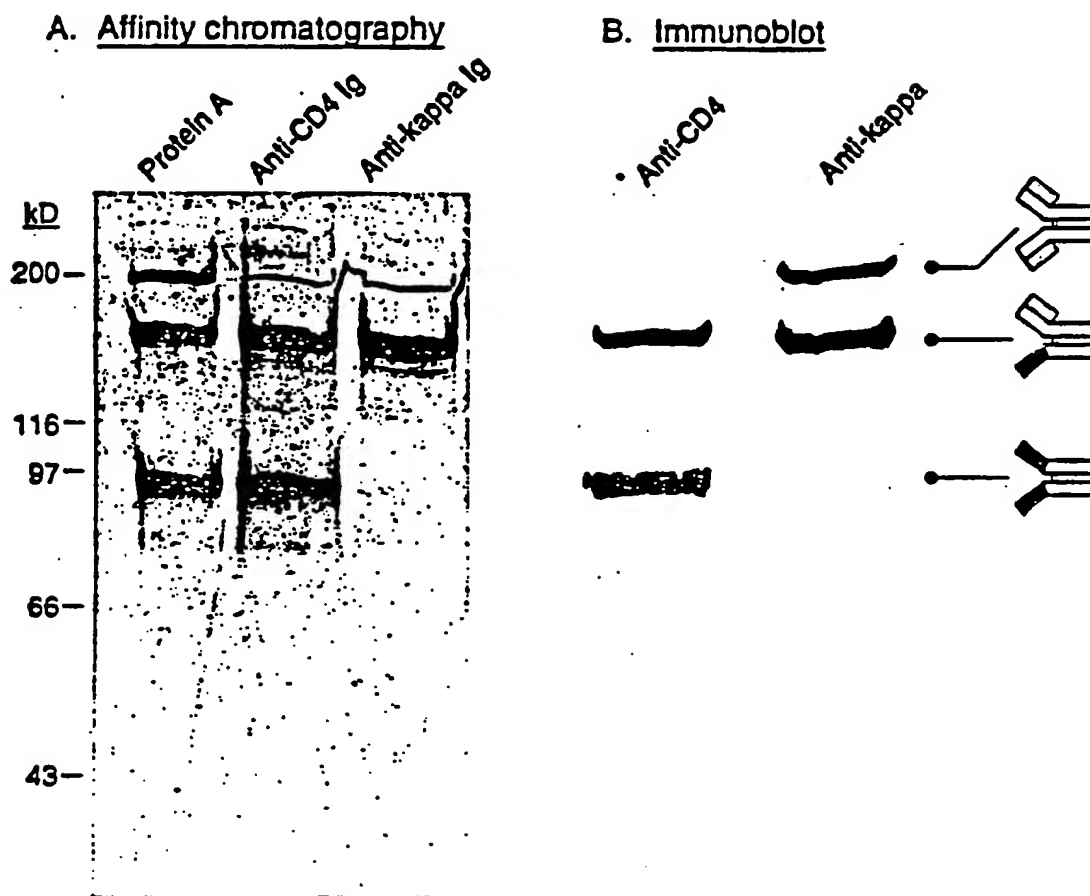 A. Affinity chromatography
Protein A
Anti-CD4 Ig
Anti-kappa Ig
kD
200
116
97
66
43
B. Immunoblot
Anti-CD4
Anti-kappa